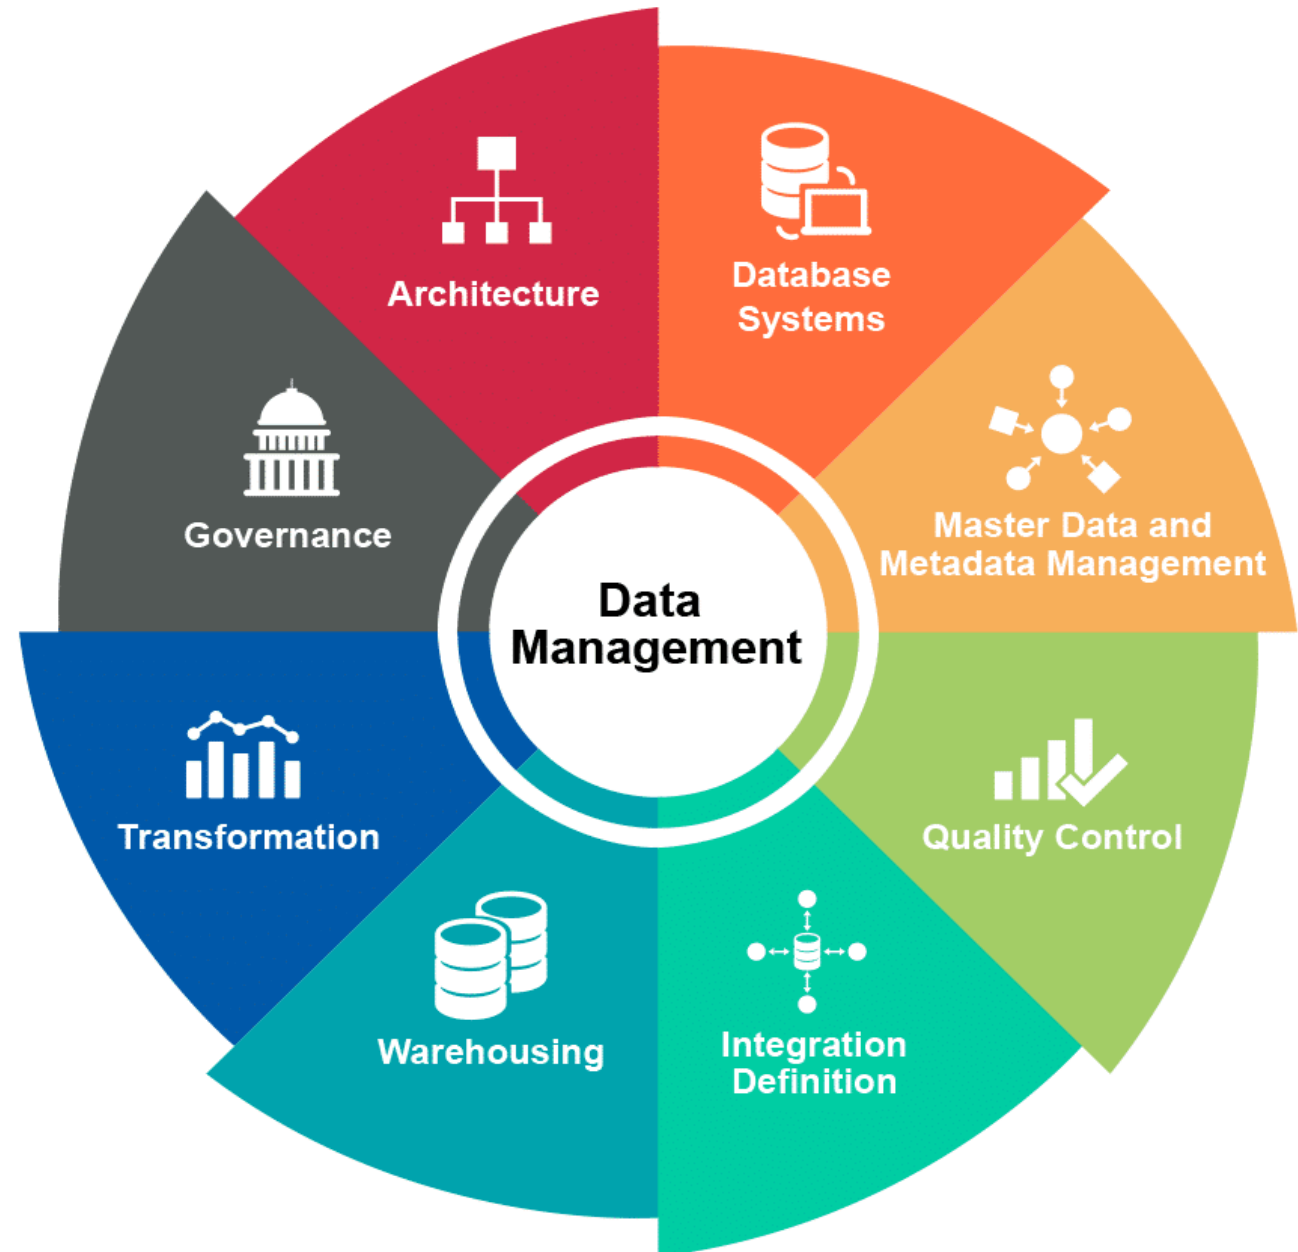 Architecture
Database
Systems
Governance
Master Data and
Metadata Management
Data
Management
Transformation
Quality Control
Warehousing
Integration
Definition